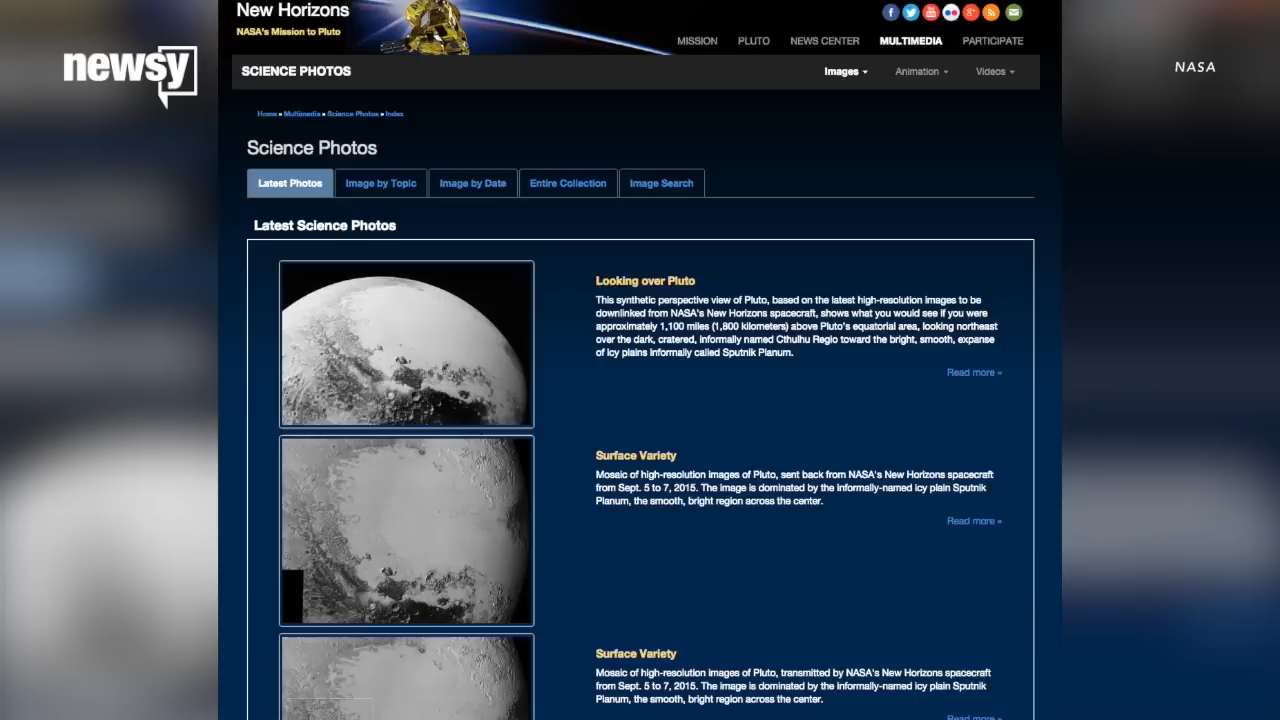 New Horizons
NASA's Mission to Pluto
MISSION PLUTO NEWS CENTER MULTIMEDIA PARTICIPATE
newsy
NASA
SCIENCE PHOTOS
Images Animation Videos
Home » Multimedia » Science Photos » Index
Science Photos
Latest Photos Image by Topic Image by Date Entire Collection Image Search
Latest Science Photos
Looking over Pluto
This synthetic perspective view of Pluto, based on the latest high-resolution images to be
downlinked from NASA's New Horizons spacecraft, shows what you would see if you were
approximately 1,100 miles (1,800 kilometers) above Pluto's equatorial area, looking northeast
over the dark, cratered, informally named Cthulhu Regio toward the bright, smooth, expanse
of icy plains informally called Sputnik Planum.
Read more »
Surface Variety
Mosaic of high-resolution images of Pluto, sent back from NASA's New Horizons spacecraft
from Sept. 5 to 7, 2015. The image is dominated by the informally-named icy plain Sputnik
Planum, the smooth, bright region across the center.
Read more »
Surface Variety
Mosaic of high-resolution images of Pluto, transmitted by NASA's New Horizons spacecraft
from Sept. 5 to 7, 2015. The image is dominated by the informally-named icy plain Sputnik
Planum, the smooth, bright region across the center.
Read more »